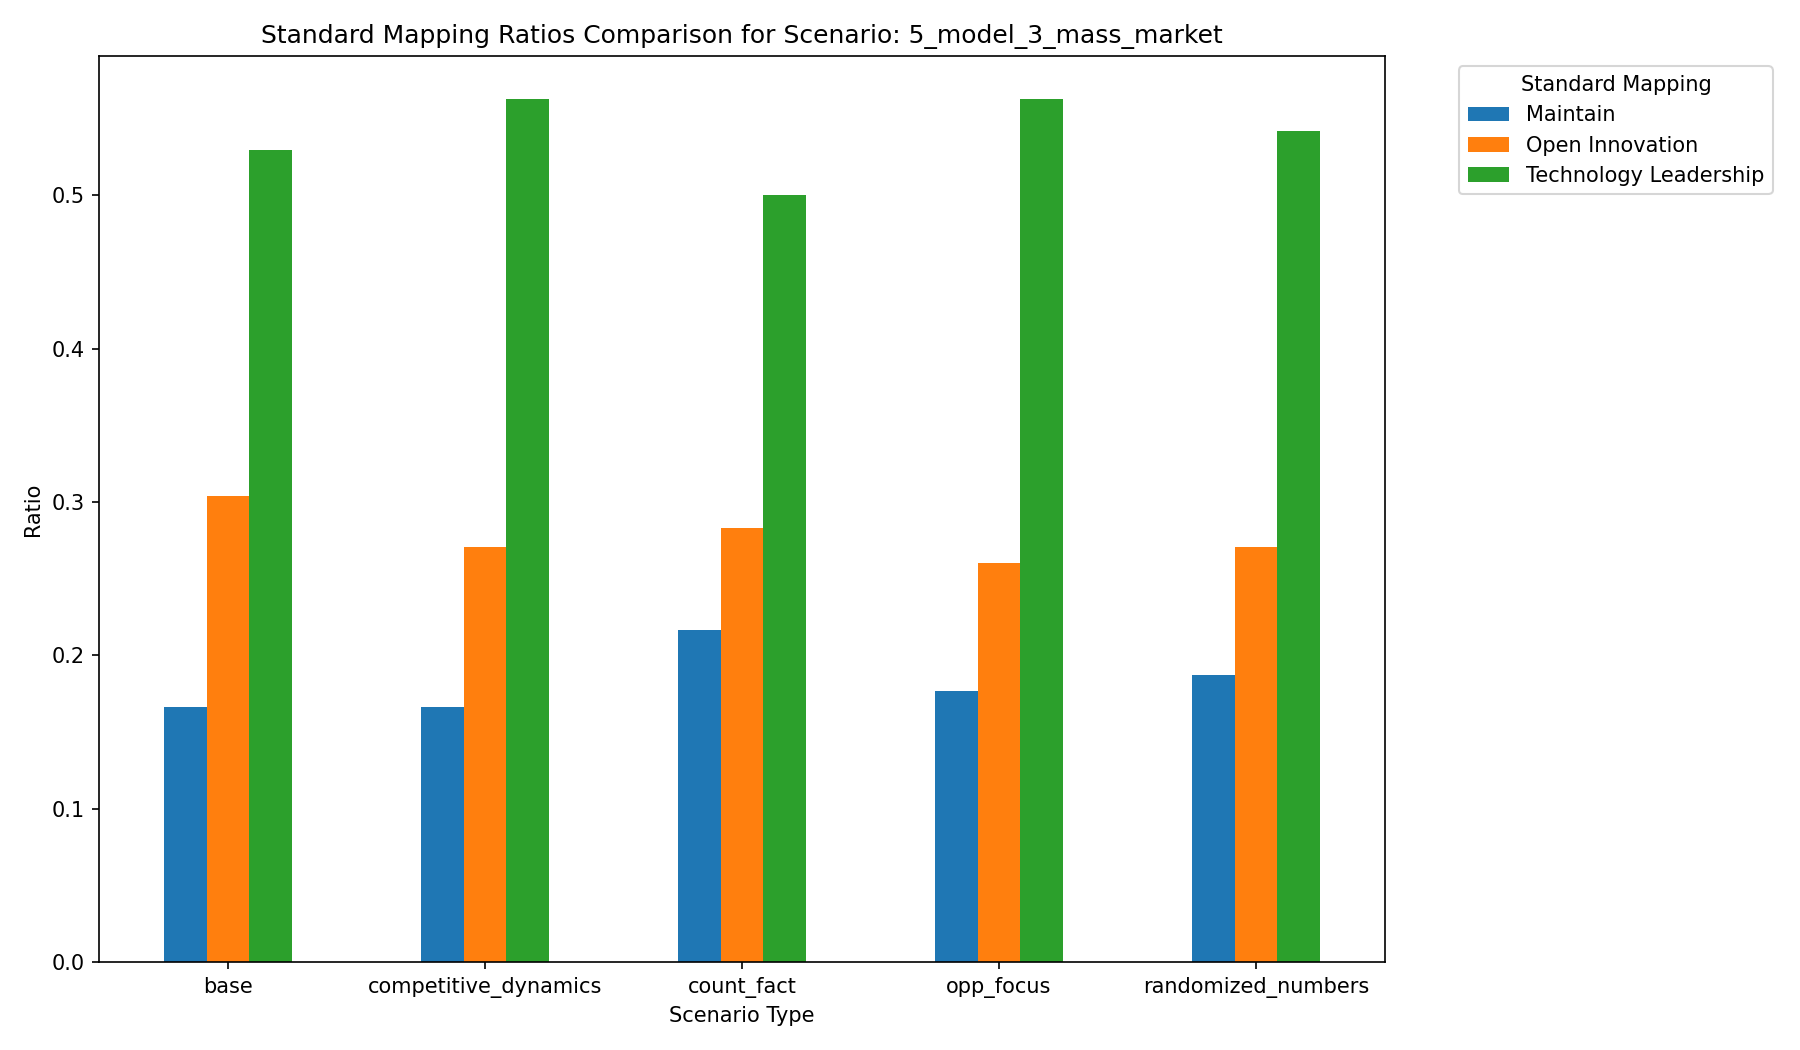 Standard Mapping Ratios Comparison for Scenario: 5_model_3_mass_market
Standard Mapping
Maintain
Open Innovation
Technology Leadership
Ratio
0.5
0.4
0.3
0.2
0.1
0.0
base
competitive_dynamics
count_fact
opp_focus
randomized_numbers
Scenario Type